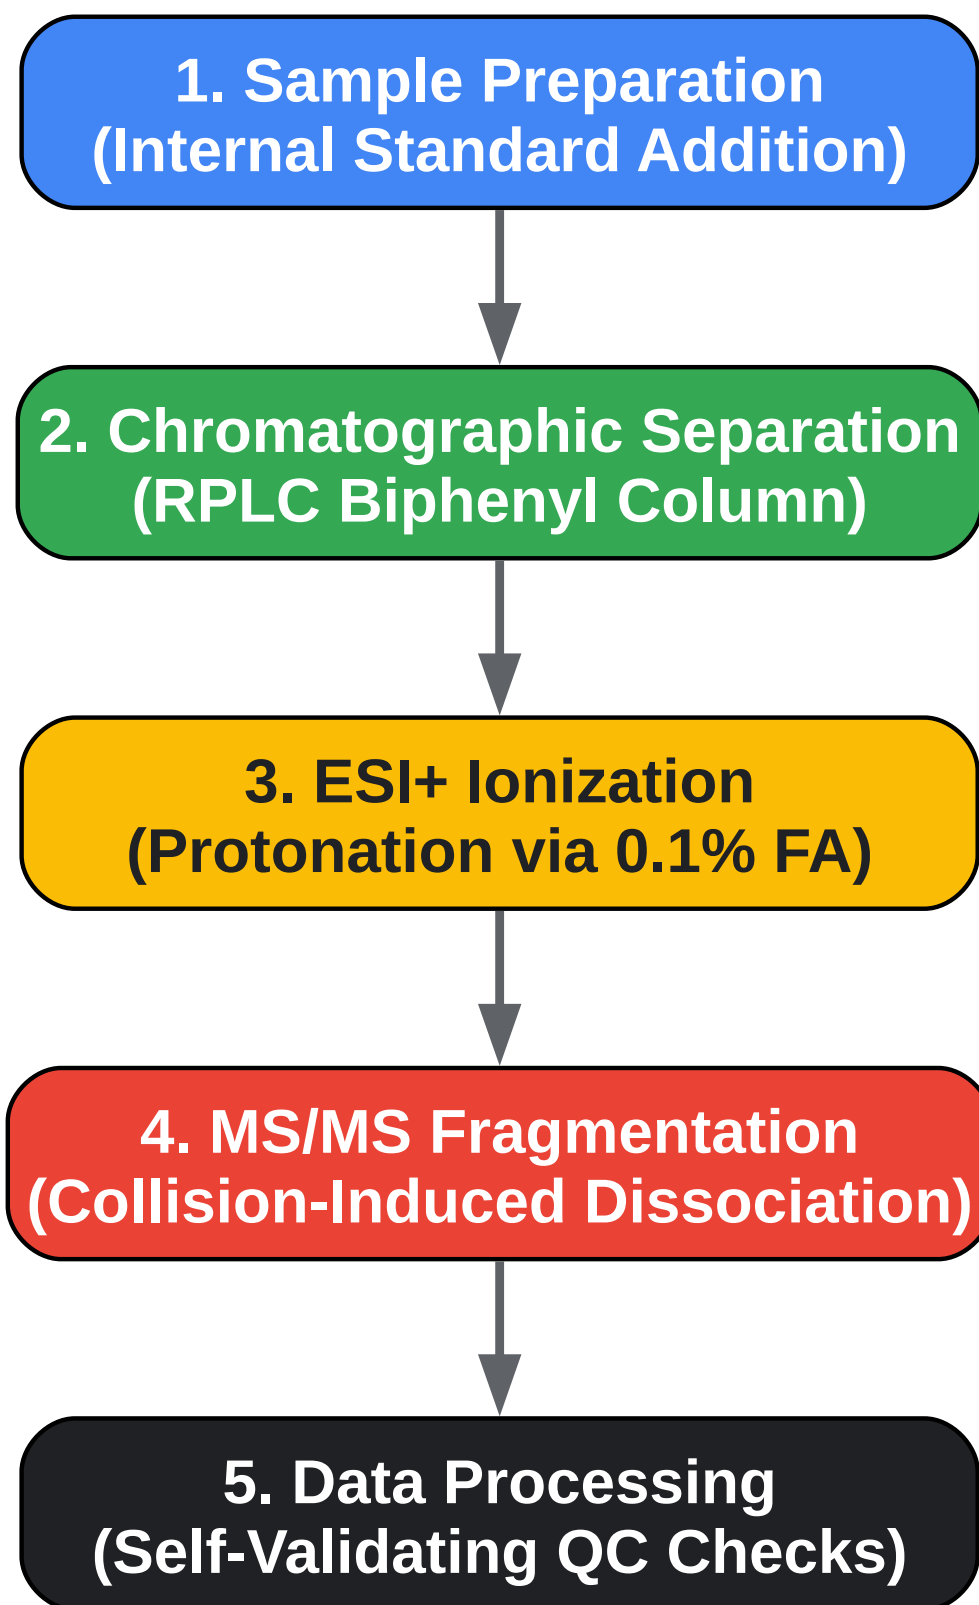 1. Sample Preparation
(Internal Standard Addition)
2. Chromatographic Separation
(RPLC Biphenyl Column)
3. ESI+ Ionization
(Protonation via 0.1% FA)
4. MS/MS Fragmentation
(Collision-Induced Dissociation)
5. Data Processing
(Self-Validating QC Checks)